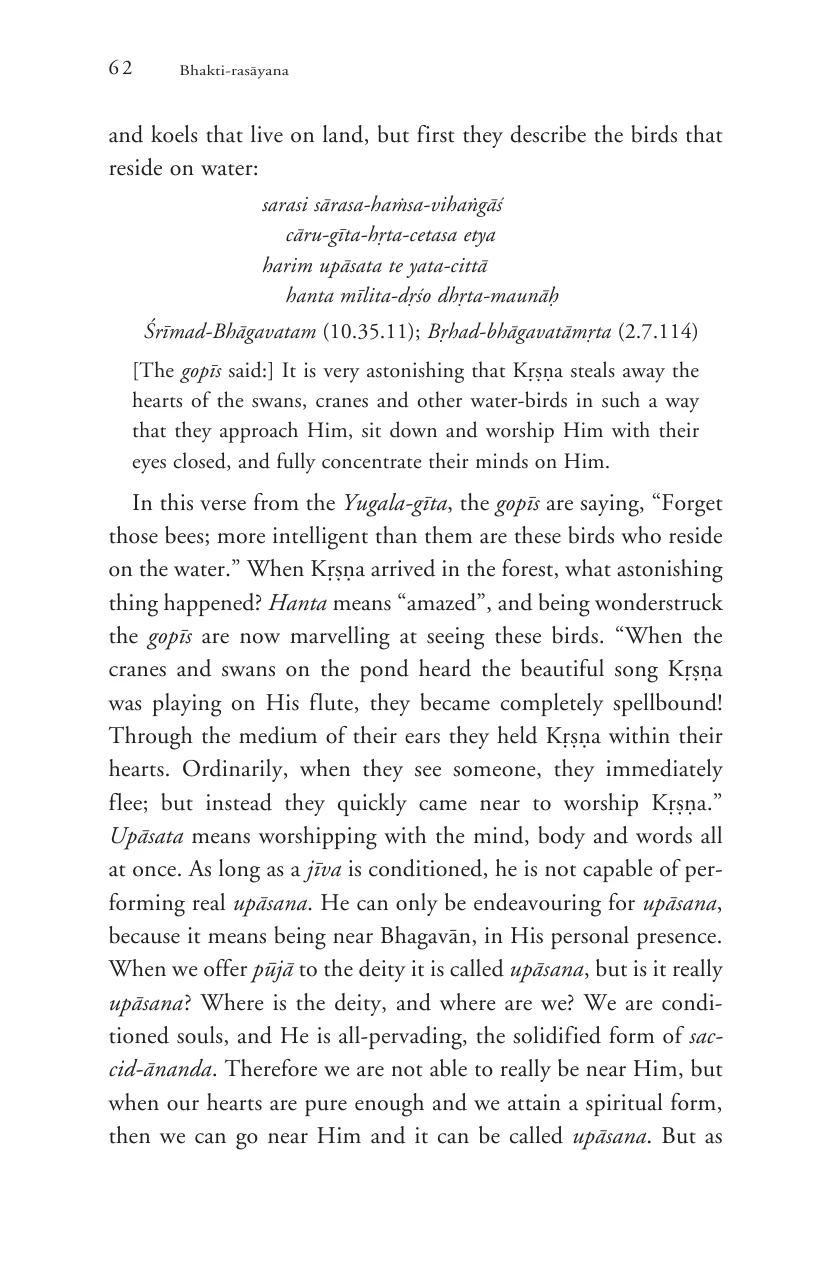 62 Bhakti-rasāyana
and koels that live on land, but first they describe the birds that
reside on water:
sarasi sārasa-haṁsa-vihaṅgāś
cāru-gīta-hṛta-cetasa etya
harim upāsata te yata-cittā
hanta mīlita-dṛśo dhṛta-maunāḥ
Śrīmad-Bhāgavatam (10.35.11); Bṛhad-bhāgavatāmṛta (2.7.114)
[The gopīs said:] It is very astonishing that Kṛṣṇa steals away the
hearts of the swans, cranes and other water-birds in such a way
that they approach Him, sit down and worship Him with their
eyes closed, and fully concentrate their minds on Him.
In this verse from the Yugala-gīta, the gopīs are saying, “Forget
those bees; more intelligent than them are these birds who reside
on the water.” When Kṛṣṇa arrived in the forest, what astonishing
thing happened? Hanta means “amazed”, and being wonderstruck
the gopīs are now marvelling at seeing these birds. “When the
cranes and swans on the pond heard the beautiful song Kṛṣṇa
was playing on His flute, they became completely spellbound!
Through the medium of their ears they held Kṛṣṇa within their
hearts. Ordinarily, when they see someone, they immediately
flee; but instead they quickly came near to worship Kṛṣṇa.”
Upāsata means worshipping with the mind, body and words all
at once. As long as a jīva is conditioned, he is not capable of per-
forming real upāsana. He can only be endeavouring for upāsana,
because it means being near Bhagavān, in His personal presence.
When we offer pūjā to the deity it is called upāsana, but is it really
upāsana? Where is the deity, and where are we? We are condi-
tioned souls, and He is all-pervading, the solidified form of sac-
cid-ānanda. Therefore we are not able to really be near Him, but
when our hearts are pure enough and we attain a spiritual form,
then we can go near Him and it can be called upāsana. But as